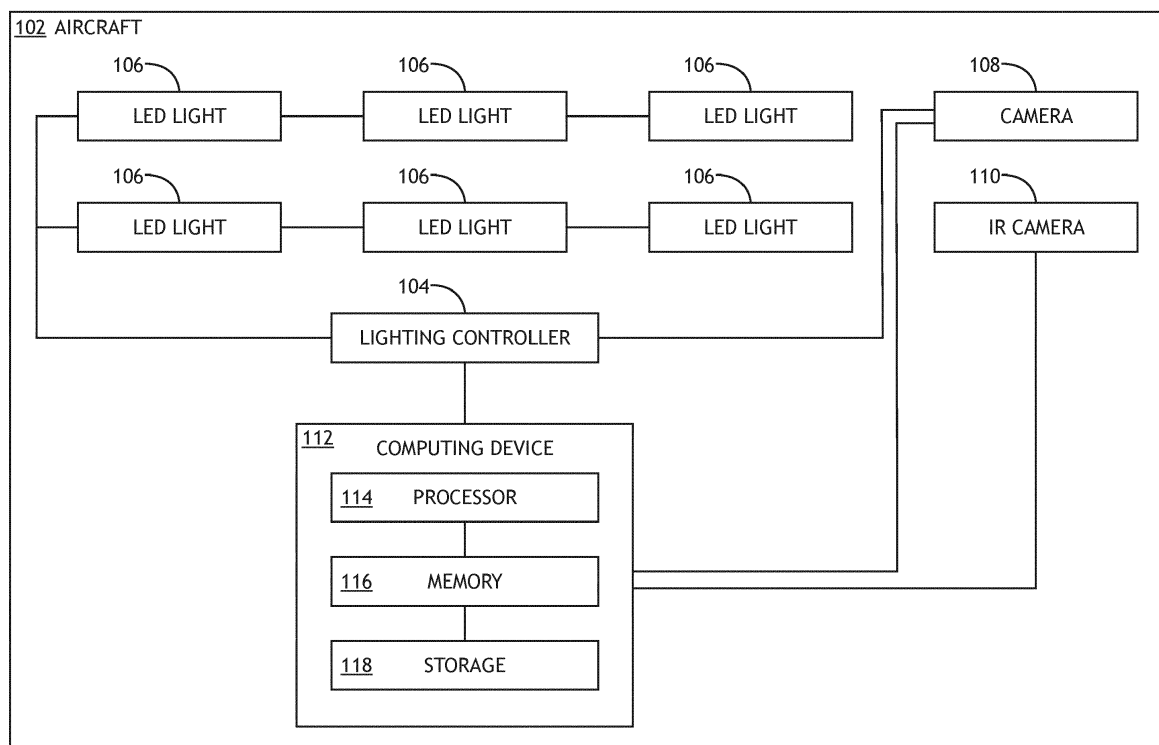 102 AIRCRAFT
106 106 106 108
LED LIGHT LED LIGHT LED LIGHT CAMERA
106 106 106 110
LED LIGHT LED LIGHT LED LIGHT IR CAMERA
104
LIGHTING CONTROLLER
112 COMPUTING DEVICE
114 PROCESSOR
116 MEMORY
118 STORAGE